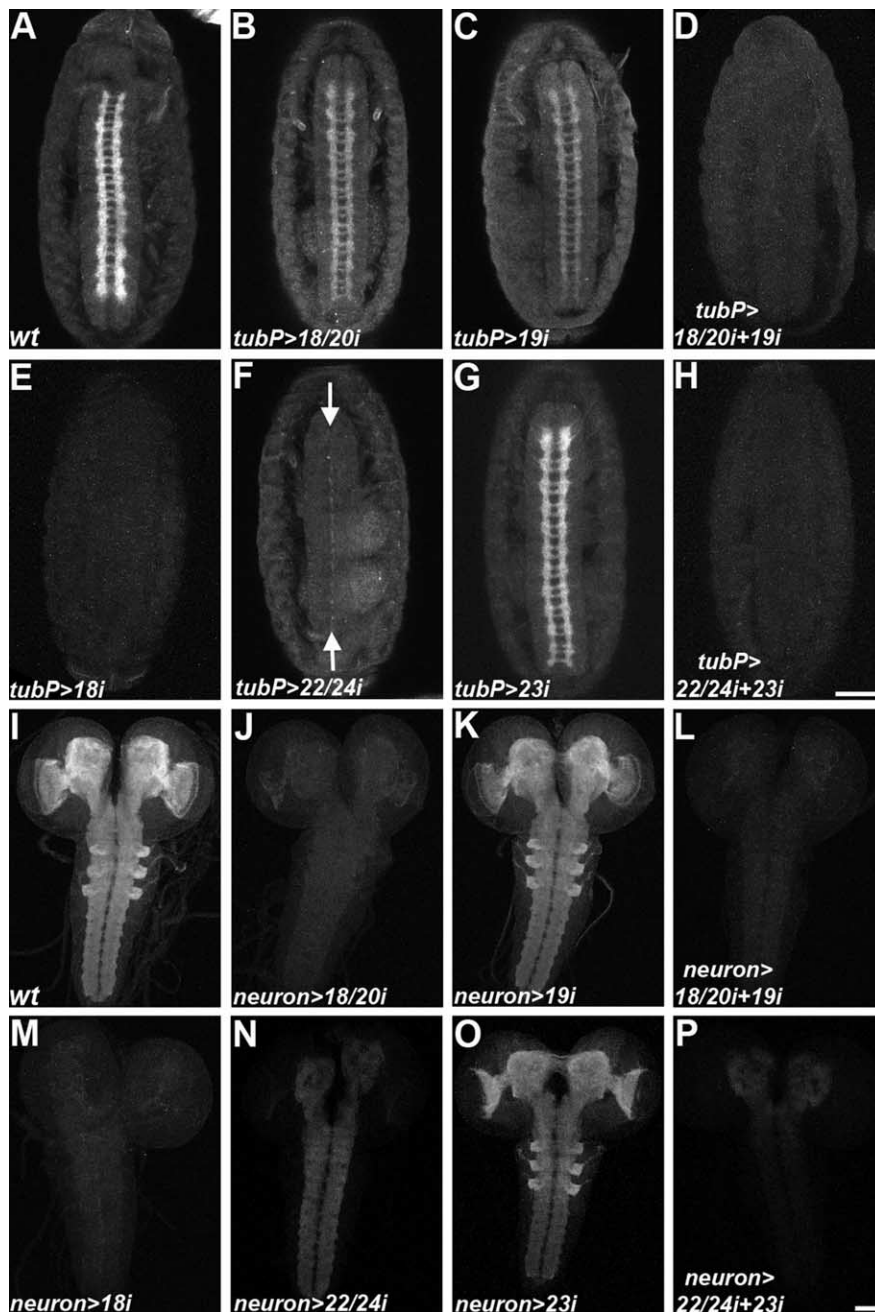 A
B
C
D
wt
tubP>18/20i
tubP>19i
tubP>
18/20i+19i
E
F
G
H
tubP>18i
tubP>22/24i
tubP>23i
tubP>
22/24i+23i
I
J
K
L
wt
neuron>18/20i
neuron>19i
neuron>
18/20i+19i
M
N
O
P
neuron>18i
neuron>22/24i
neuron>23i
neuron>
22/24i+23i